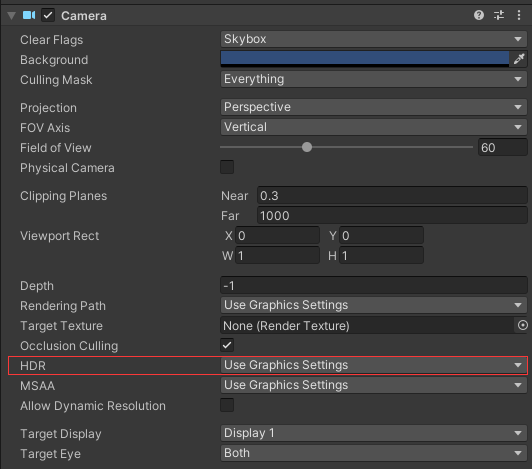 Camera
Clear Flags Skybox
Background
Culling Mask Everything
Projection Perspective
FOV Axis Vertical
Field of View 60
Physical Camera
Clipping Planes Near 0.3
Far 1000
Viewport Rect X 0 Y 0
W 1 H 1
Depth -1
Rendering Path Use Graphics Settings
Target Texture None (Render Texture)
Occlusion Culling
HDR Use Graphics Settings
MSAA Use Graphics Settings
Allow Dynamic Resolution
Target Display Display 1
Target Eye Both